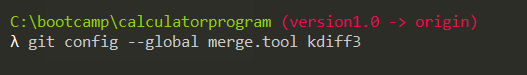 C:\bootcamp\calculatorprogram (version1.0 -> origin)
λ git config --global merge.tool kdiff3